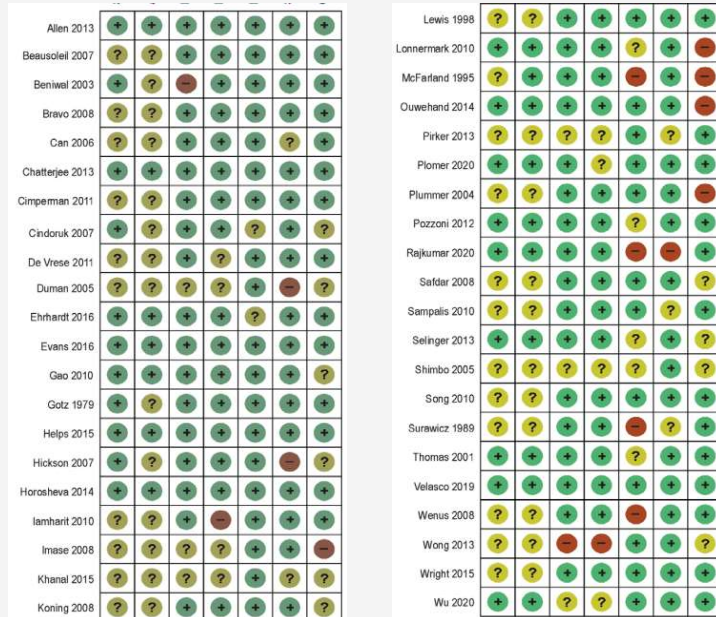 Allen 2013 + + + + + + +
Beausoleil 2007 ? ? + + + + +
Beniwal 2003 + ? − + + + +
Bravo 2008 ? ? + + + + +
Can 2006 ? ? + + + ? +
Chatterjee 2013 + + + + + + +
Cimperman 2011 ? ? + + + + +
Cindoruk 2007 + ? + + ? + ?
De Vrese 2011 ? ? + ? + + +
Duman 2005 ? ? ? ? + − ?
Ehrhardt 2016 + + + + ? + +
Evans 2016 + + + + + + +
Gao 2010 + + + + + + ?
Gotz 1979 + ? + + + + +
Helps 2015 + + + + + + +
Hickson 2007 + ? + + + − ?
Horosheva 2014 + + + + + + +
Iamharit 2010 ? ? + − + + +
Imase 2008 ? ? ? ? + + −
Khanal 2015 ? ? ? ? + ? ?
Koning 2008 ? ? + + + + ?
Lewis 1998 ? ? + + + + +
Lonnermark 2010 + + + + ? + −
McFarland 1995 ? + + + − + −
Ouwehand 2014 + + + + + + −
Pirker 2013 ? ? ? ? + ? +
Plomer 2020 + + + ? + + +
Plummer 2004 ? ? + + + + −
Pozzoni 2012 + + + + ? + +
Rajkumar 2020 + + + + − − +
Safdar 2008 ? ? + + + + ?
Sampalis 2010 ? ? + + + ? +
Selinger 2013 + + + + ? + ?
Shimbo 2005 ? ? ? ? ? + ?
Song 2010 ? ? + + + + +
Surawicz 1989 ? ? + + − ? +
Thomas 2001 + + + + ? + +
Velasco 2019 + + + + + + +
Wenus 2008 ? ? + + − + +
Wong 2013 ? ? − − + + ?
Wright 2015 ? ? + + + + +
Wu 2020 + + ? ? + + +